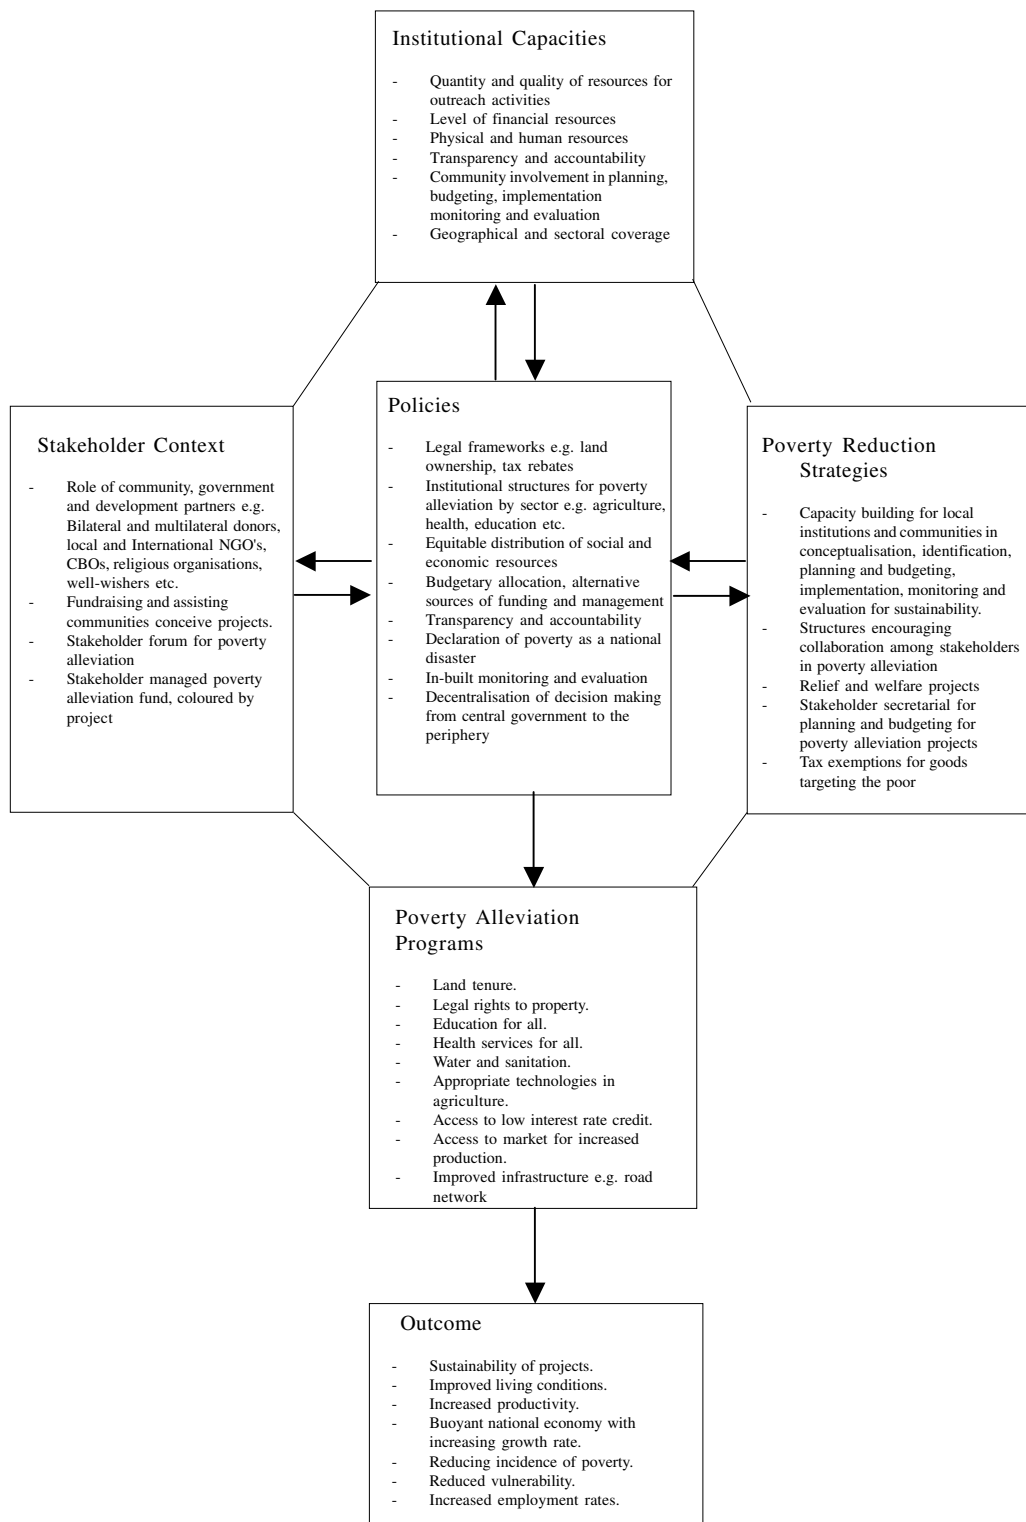 Institutional Capacities
- Quantity and quality of resources for
outreach activities
- Level of financial resources
- Physical and human resources
- Transparency and accountability
- Community involvement in planning,
budgeting, implementation
monitoring and evaluation
- Geographical and sectoral coverage
Stakeholder Context
- Role of community, government
and development partners e.g.
Bilateral and multilateral donors,
local and International NGO's,
CBOs, religious organisations,
well-wishers etc.
- Fundraising and assisting
communities conceive projects.
- Stakeholder forum for poverty
alleviation
- Stakeholder managed poverty
alleviation fund, coloured by
project
Policies
- Legal frameworks e.g. land
ownership, tax rebates
- Institutional structures for poverty
alleviation by sector e.g. agriculture,
health, education etc.
- Equitable distribution of social and
economic resources
- Budgetary allocation, alternative
sources of funding and management
- Transparency and accountability
- Declaration of poverty as a national
disaster
- In-built monitoring and evaluation
- Decentralisation of decision making
from central government to the
periphery
Poverty Reduction
Strategies
- Capacity building for local
institutions and communities in
conceptualisation, identification,
planning and budgeting,
implementation, monitoring and
evaluation for sustainability.
- Structures encouraging
collaboration among stakeholders
in poverty alleviation
- Relief and welfare projects
- Stakeholder secretarial for
planning and budgeting for
poverty alleviation projects
- Tax exemptions for goods
targeting the poor
Poverty Alleviation
Programs
- Land tenure.
- Legal rights to property.
- Education for all.
- Health services for all.
- Water and sanitation.
- Appropriate technologies in
agriculture.
- Access to low interest rate credit.
- Access to market for increased
production.
- Improved infrastructure e.g. road
network
Outcome
- Sustainability of projects.
- Improved living conditions.
- Increased productivity.
- Buoyant national economy with
increasing growth rate.
- Reducing incidence of poverty.
- Reduced vulnerability.
- Increased employment rates.